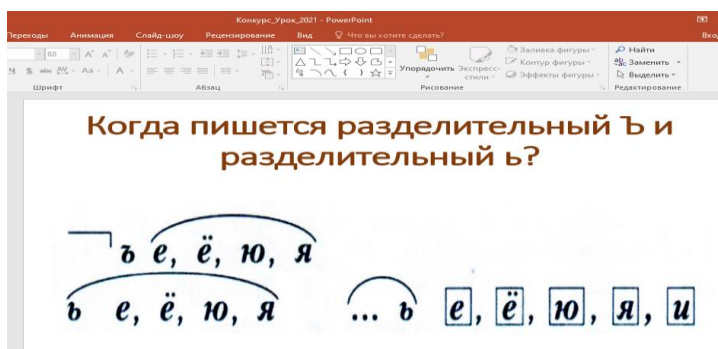 Конкурс_Урок_2021 - PowerPoint
Переходы Анимация Слайд-шоу Рецензирование Вид Что вы хотите сделать?
88 Заливка фигуры Найти
Контур фигуры Заменить
Упорядочить Экспресс-стили Эффекты фигуры Выделить
Шрифт Абзац Рисование Редактирование
Когда пишется разделительный Ъ и
разделительный ь?
ъ е, ё, ю, я
ь е, ё, ю, я ... ь е, ё, ю, я, и